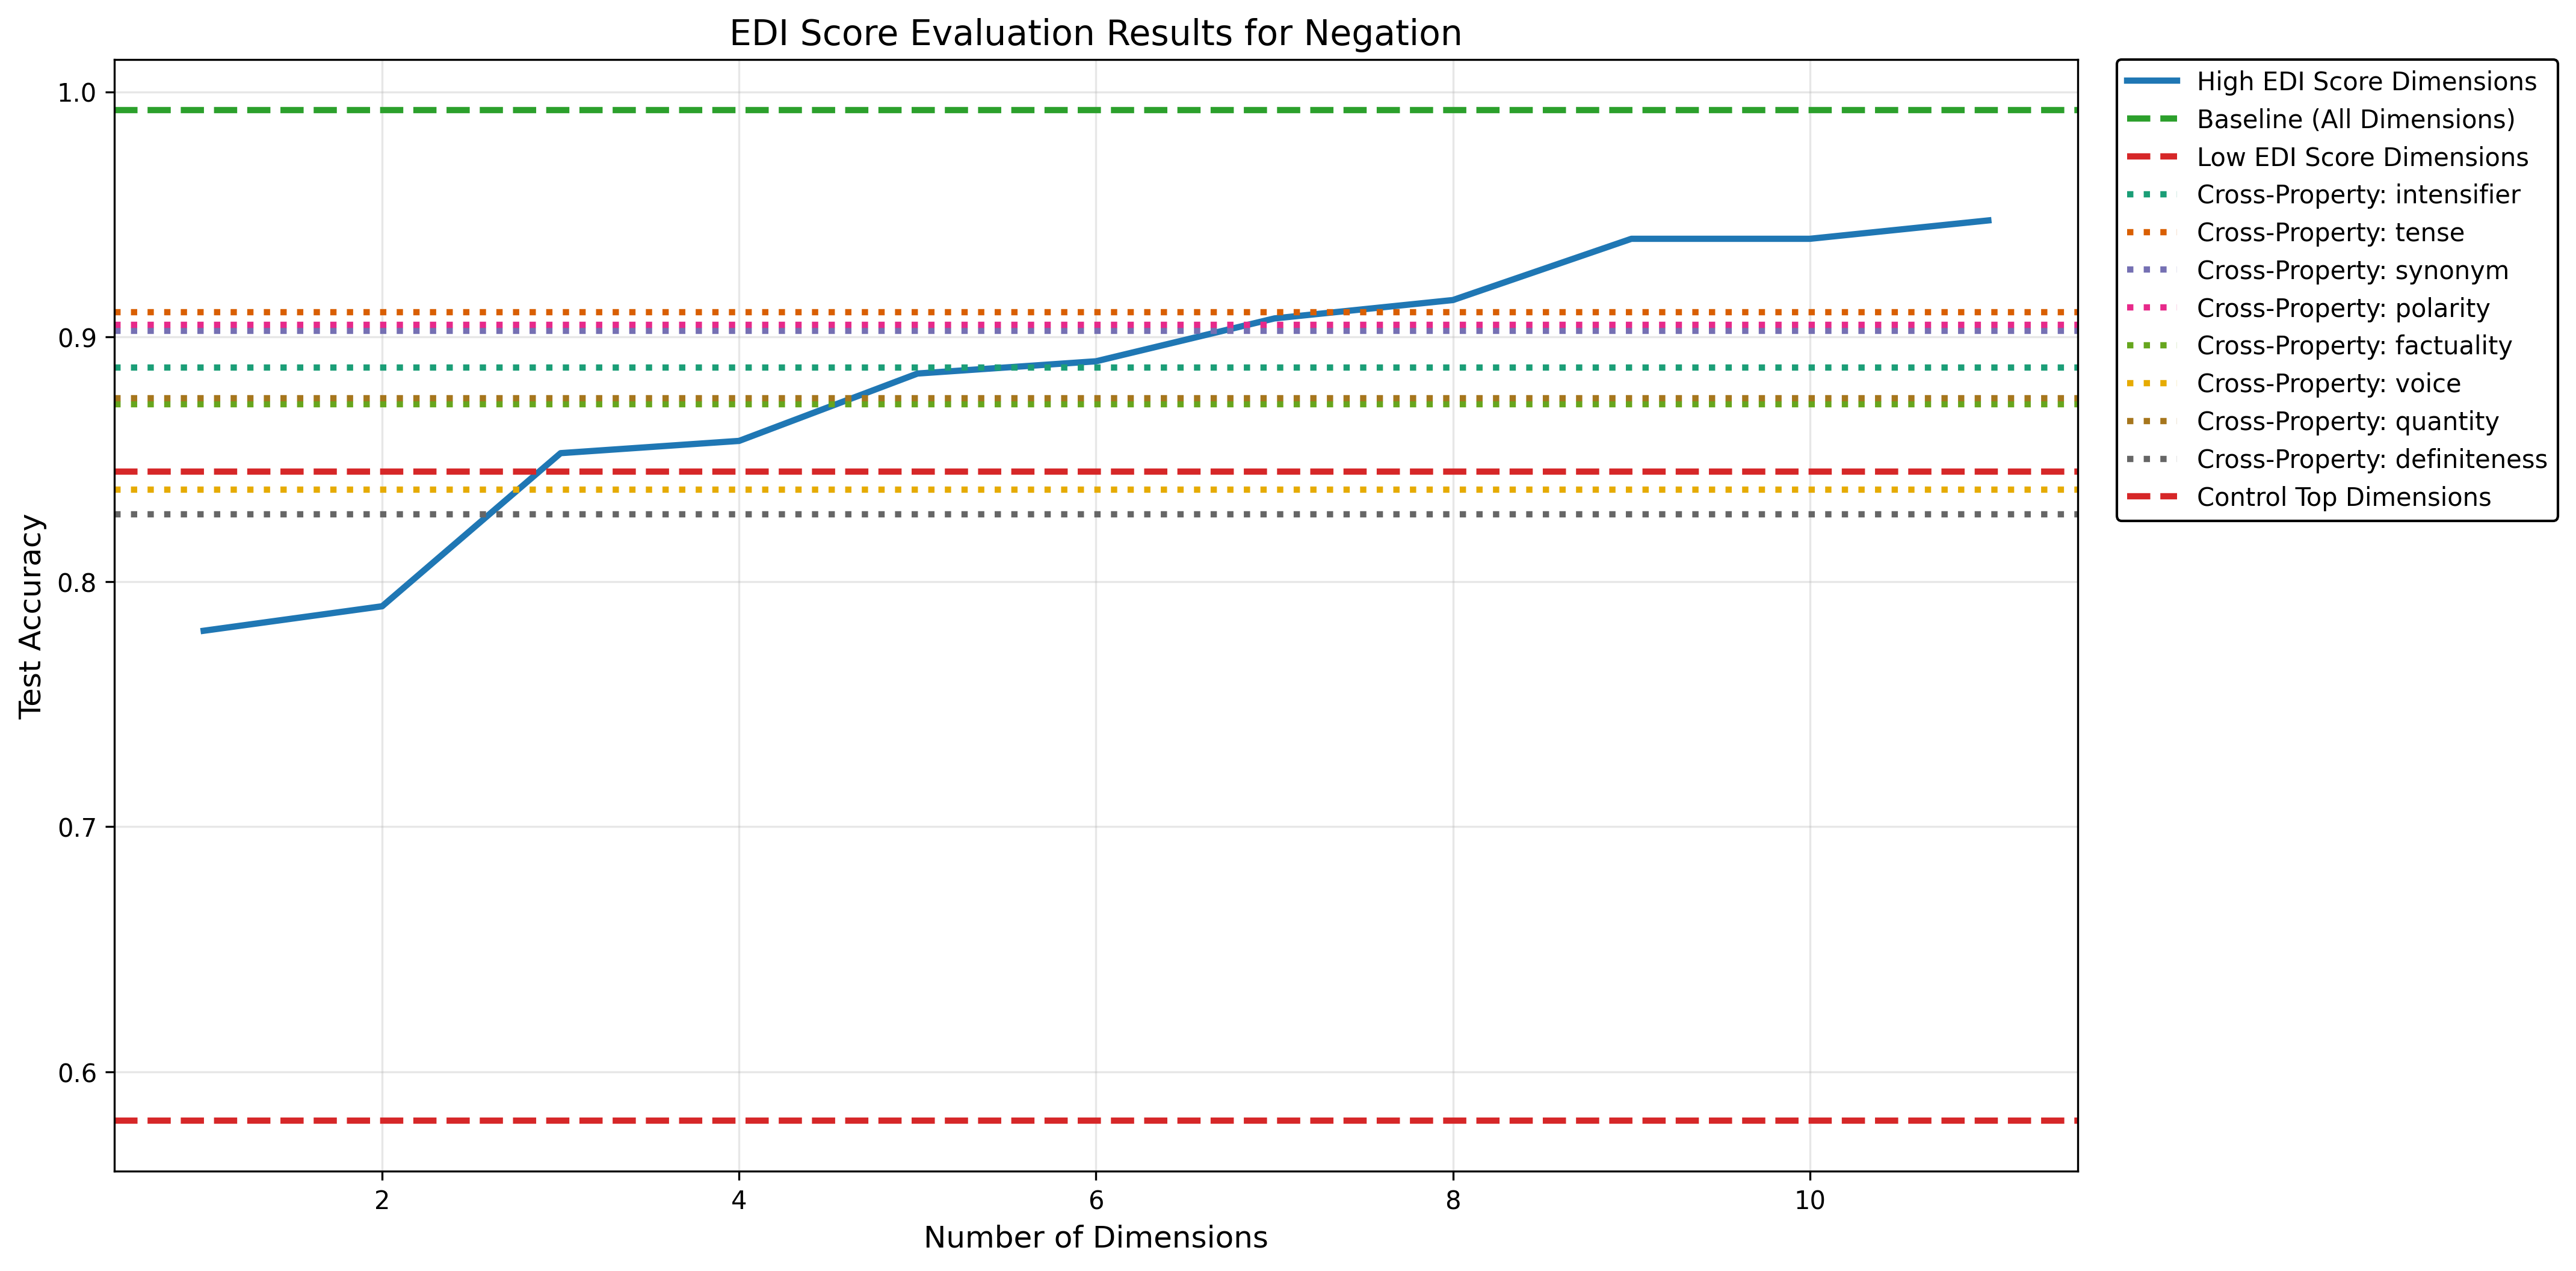 EDI Score Evaluation Results for Negation
Test Accuracy
1.0
0.9
0.8
0.7
0.6
2
4
6
8
10
Number of Dimensions
High EDI Score Dimensions
Baseline (All Dimensions)
Low EDI Score Dimensions
Cross-Property: intensifier
Cross-Property: tense
Cross-Property: synonym
Cross-Property: polarity
Cross-Property: factuality
Cross-Property: voice
Cross-Property: quantity
Cross-Property: definiteness
Control Top Dimensions